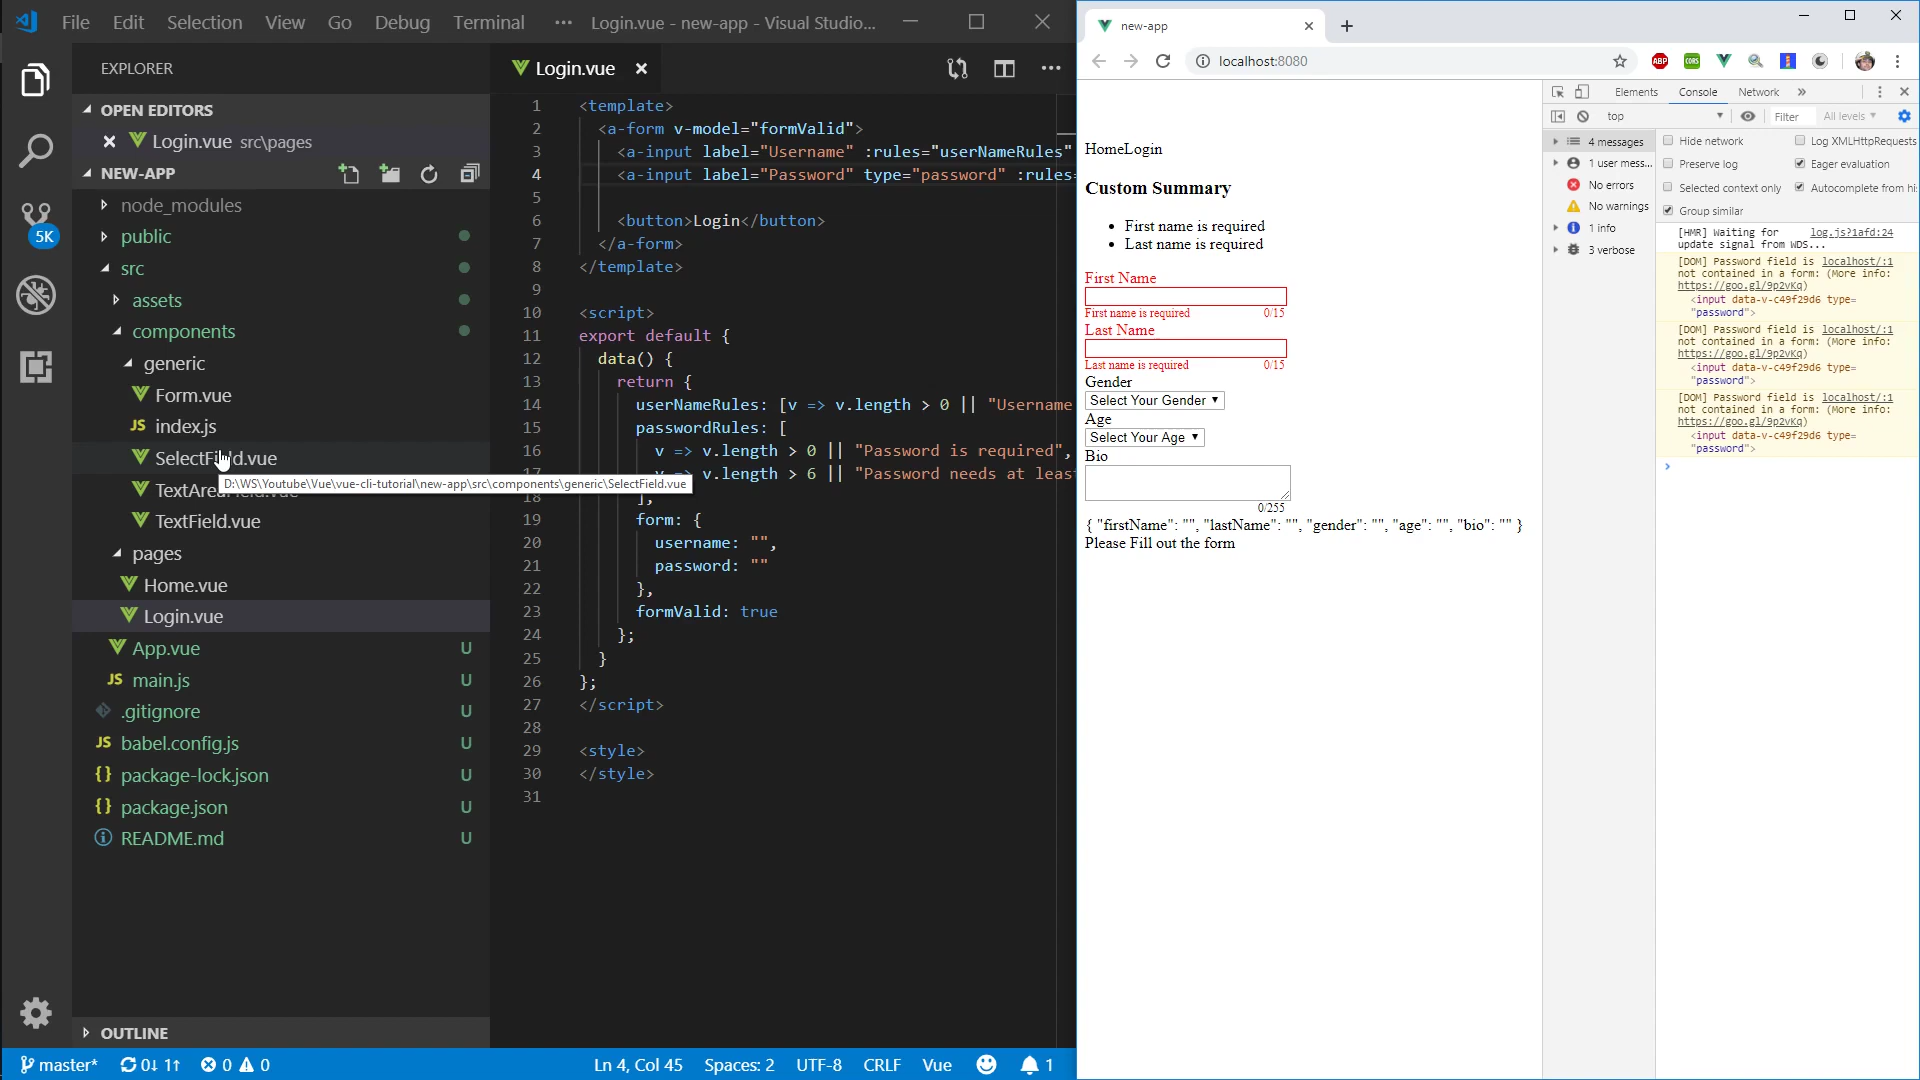 File Edit Selection View Go Debug Terminal ··· Login.vue - new-app - Visual Studio...
EXPLORER
OPEN EDITORS
Login.vue src\pages
NEW-APP
node_modules
public
src
assets
components
generic
Form.vue
JS index.js
SelectField.vue
D:\WS\Youtube\Vue\vue-cli-tutorial\new-app\src\components\generic\SelectField.vue
TextField.vue
pages
Home.vue
Login.vue
App.vue U
JS main.js U
.gitignore U
JS babel.config.js U
{} package-lock.json U
{} package.json U
README.md U
OUTLINE
5K
Login.vue
1 <template>
2 <a-form v-model="formValid">
3 <a-input label="Username" :rules="userNameRules"
4 <a-input label="Password" type="password" :rules=
5
6 <button>Login</button>
7 </a-form>
8 </template>
9
10 <script>
11 export default {
12 data() {
13 return {
14 userNameRules: [v => v.length > 0 || "Username
15 passwordRules: [
16 v => v.length > 0 || "Password is required",
17 v => v.length > 6 || "Password needs at leas
18 ],
19 form: {
20 username: "",
21 password: ""
22 },
23 formValid: true
24 };
25 }
26 };
27 </script>
28
29 <style>
30 </style>
31
master* 0↓ 1↑ 0 0 Ln 4, Col 45 Spaces: 2 UTF-8 CRLF Vue 1
new-app
localhost:8080
ABP CORS
HomeLogin
Custom Summary
• First name is required
• Last name is required
First Name
First name is required 0/15
Last Name
Last name is required 0/15
Gender
Select Your Gender
Age
Select Your Age
Bio
0/255
{ "firstName": "", "lastName": "", "gender": "", "age": "", "bio": "" }
Please Fill out the form
Elements Console Network »
top Filter All levels
4 messages
1 user mess...
No errors
No warnings
1 info
3 verbose
Hide network Log XMLHttpRequests
Preserve log Eager evaluation
Selected context only Autocomplete from hi
Group similar
[HMR] Waiting for log.js?1afd:24
update signal from WDS...
[DOM] Password field is localhost/:1
not contained in a form: (More info:
https://goo.gl/9p2vKq)
<input data-v-c49f29d6 type=
"password">
[DOM] Password field is localhost/:1
not contained in a form: (More info:
https://goo.gl/9p2vKq)
<input data-v-c49f29d6 type=
"password">
[DOM] Password field is localhost/:1
not contained in a form: (More info:
https://goo.gl/9p2vKq)
<input data-v-c49f29d6 type=
"password">